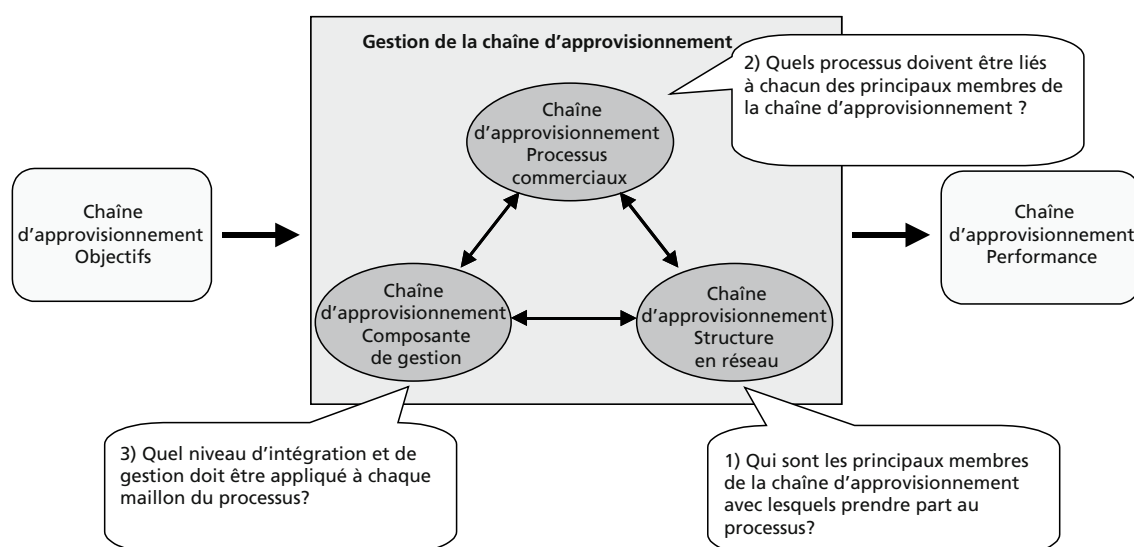 Gestion de la chaîne d'approvisionnement
2) Quels processus doivent être liés
à chacun des principaux membres de
la chaîne d'approvisionnement ?
Chaîne
d'approvisionnement
Processus
commerciaux
Chaîne
d'approvisionnement
Objectifs
Chaîne
d'approvisionnement
Performance
Chaîne
d'approvisionnement
Composante
de gestion
Chaîne
d'approvisionnement
Structure
en réseau
3) Quel niveau d'intégration et de
gestion doit être appliqué à chaque
maillon du processus?
1) Qui sont les principaux membres
de la chaîne d'approvisionnement
avec lesquels prendre part au
processus?